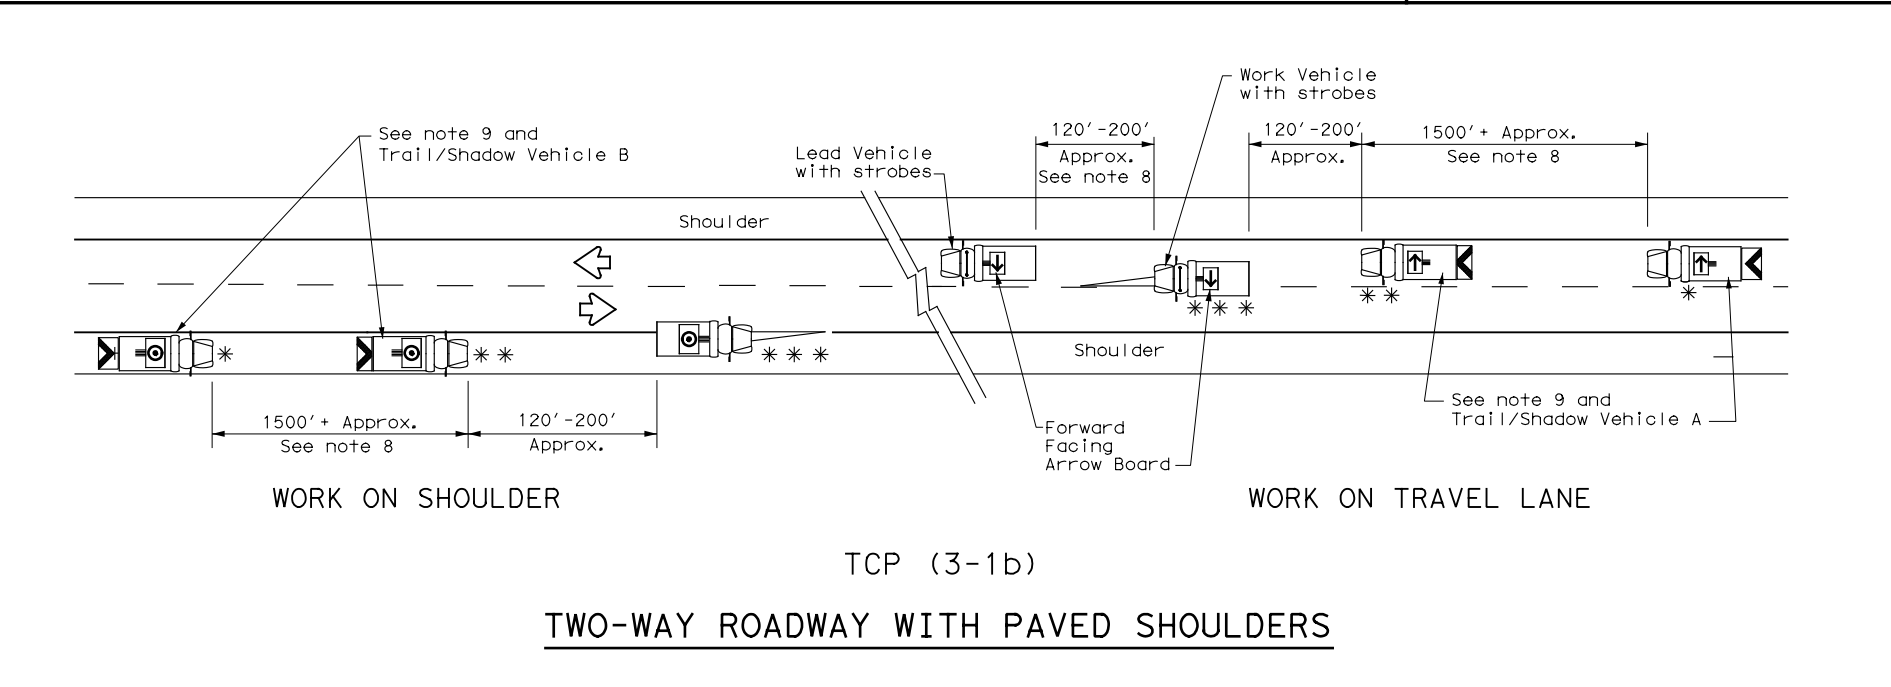 Work Vehicle
with strobes
See note 9 and
Trail/Shadow Vehicle B
Lead Vehicle
with strobes
120'-200'
Approx.
See note 8
120'-200'
Approx.
1500'+ Approx.
See note 8
Shoulder
Shoulder
1500'+ Approx.
See note 8
120'-200'
Approx.
See note 9 and
Trail/Shadow Vehicle A
Forward
Facing
Arrow Board
WORK ON SHOULDER
WORK ON TRAVEL LANE
TCP (3-1b)
TWO-WAY ROADWAY WITH PAVED SHOULDERS